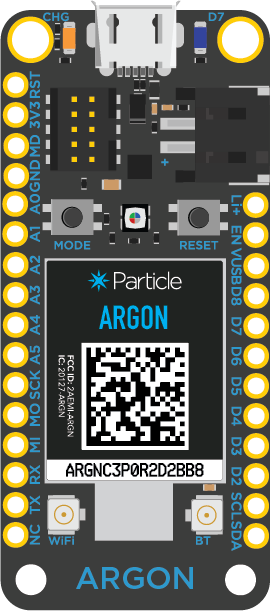 CHG
D7
RST
3V3
MD
GND
A0
A1
A2
A3
A4
A5
SCK
MO
MI
RX
TX
NC
+
Li+
EN
VUSB
D8
D7
D6
D5
D4
D3
D2
SCL
SDA
MODE
RESET
Particle
ARGON
FCC ID: 2AEMI-ARGN
IC: 20127-ARGN
ARGNC3P0R2D2BB8
WiFi
BT
ARGON